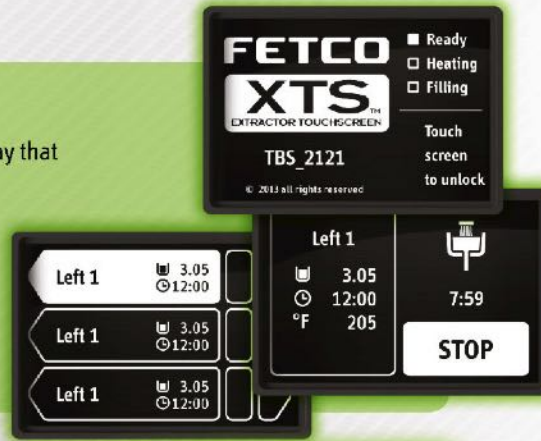 FETCO
XTS™
EXTRACTOR TOUCHSCREEN
TBS_2121
© 2013 all rights reserved
Ready
Heating
Filling
Touch
screen
to unlock
ay that
Left 1
3.05
12:00
Left 1
3.05
12:00
Left 1
3.05
12:00
Left 1
3.05
12:00
°F 205
7:59
STOP